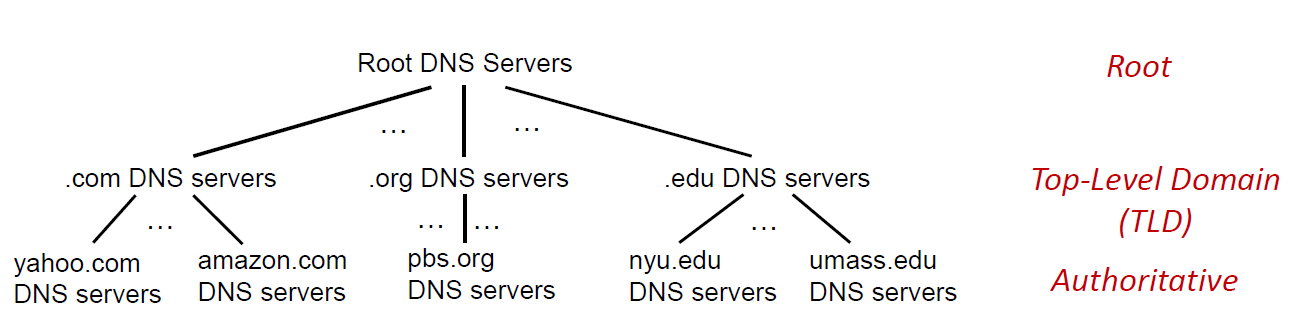 Root DNS Servers
Root
… …
.com DNS servers
.org DNS servers
.edu DNS servers
Top-Level Domain
(TLD)
… … … …
yahoo.com
DNS servers
amazon.com
DNS servers
pbs.org
DNS servers
nyu.edu
DNS servers
umass.edu
DNS servers
Authoritative